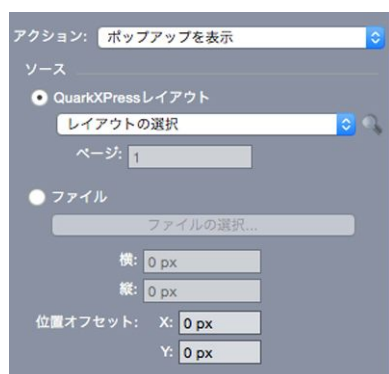 アクション: ポップアップを表示
ソース
QuarkXPressレイアウト
レイアウトの選択
ページ: 1
ファイル
ファイルの選択...
横: 0 px
縦: 0 px
位置オフセット: X: 0 px
Y: 0 px